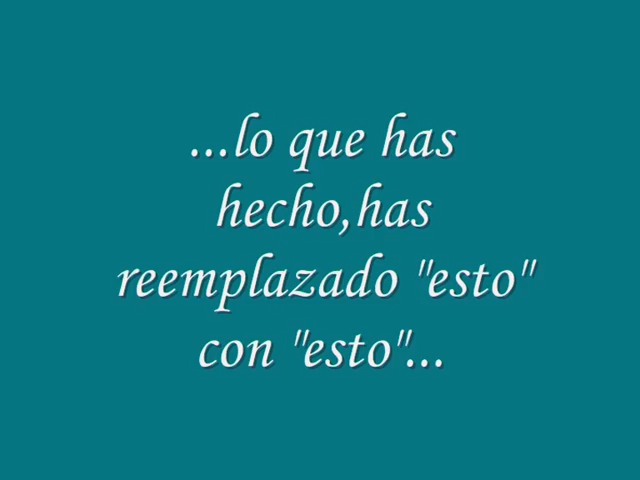 ...lo que has
hecho,has
reemplazado "esto"
con "esto"...